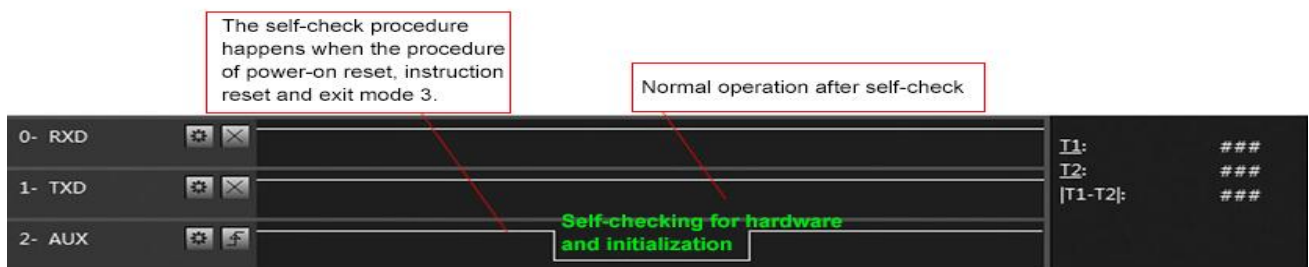 The self-check procedure
happens when the procedure
of power-on reset, instruction
reset and exit mode 3.
Normal operation after self-check
0- RXD
T1: ###
T2: ###
1- TXD
|T1-T2|: ###
Self-checking for hardware
and initialization
2- AUX